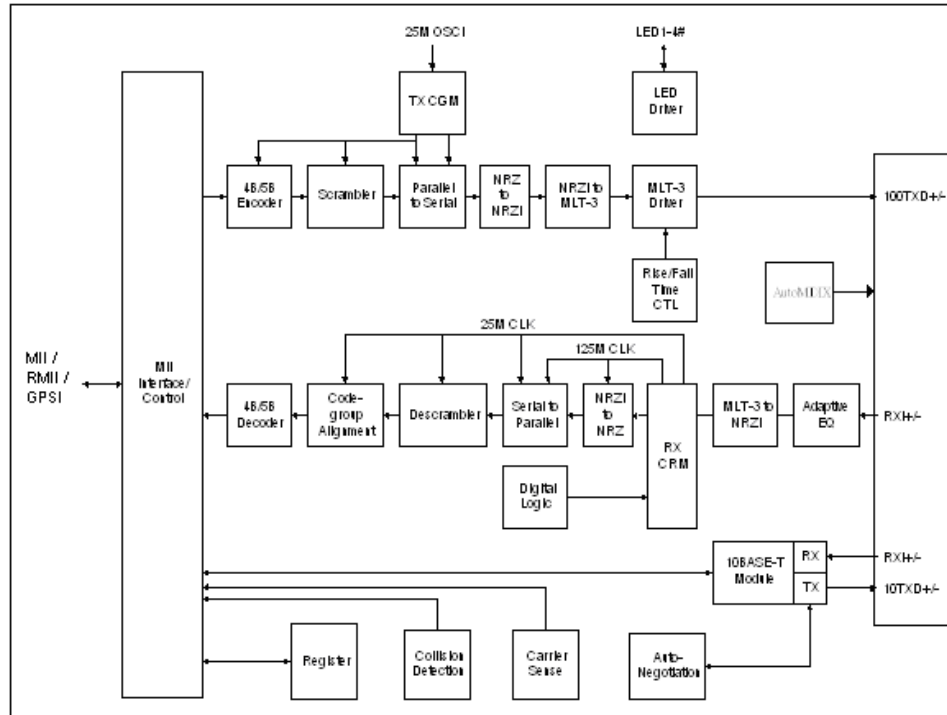 25M OSCI
LED1-4#
TX CGM
LED
Driver
4B/5B
Encoder
Scrambler
Parallel
to Serial
NRZ
to
NRZI
NRZI to
MLT-3
MLT-3
Driver
100TXD+/-
Rise/Fall
Time
CTL
AutoMDIX
25M CLK
125M CLK
MII /
RMII /
GPSI
MII
Interface/
Control
4B/5B
Decoder
Code-
group
Alignment
Descrambler
Serial to
Parallel
NRZI
to
NRZ
RX
CRM
MLT-3 to
NRZI
Adaptive
EQ
RXI+/-
Digital
Logic
10BASE-T
Module
RX
TX
RXI+/-
10TXD+/-
Register
Collision
Detection
Carrier
Sense
Auto-
Negotiation